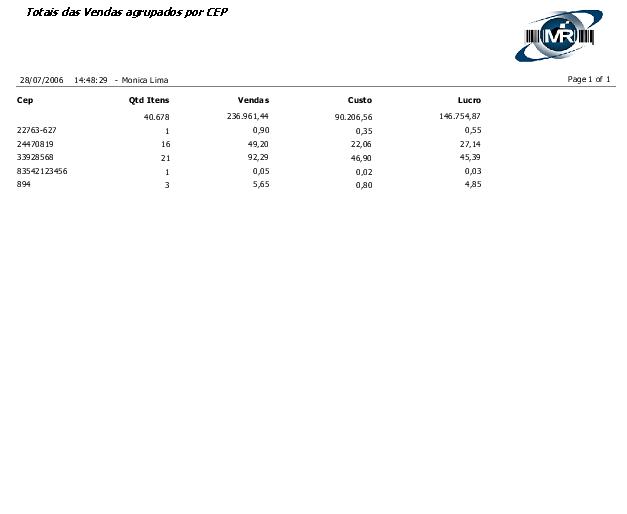 Totais das Vendas agrupados por CEP
MR
28/07/2006 14:48:29 - Monica Lima Page 1 of 1
Cep Qtd Itens Vendas Custo Lucro
40.678 236.961,44 90.206,56 146.754,87
22763-627 1 0,90 0,35 0,55
24470819 16 49,20 22,06 27,14
33928568 21 92,29 46,90 45,39
83542123456 1 0,05 0,02 0,03
894 3 5,65 0,80 4,85